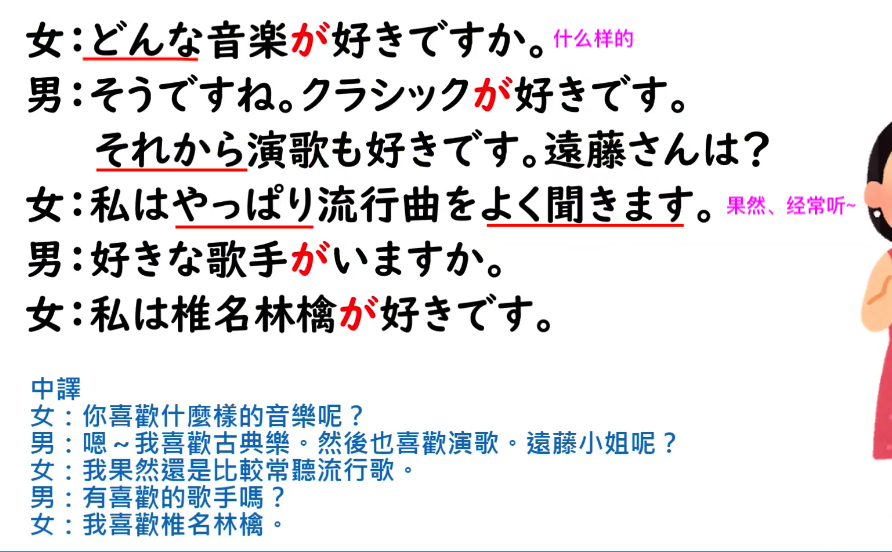 女：どんな音楽が好きですか。什么样的
男：そうですね。クラシックが好きです。
それから演歌も好きです。遠藤さんは？
女：私はやっぱり流行曲をよく聞きます。果然、经常听~
男：好きな歌手がいますか。
女：私は椎名林檎が好きです。
中譯
女：你喜歡什麼樣的音樂呢？
男：嗯～我喜歡古典樂。然後也喜歡演歌。遠藤小姐呢？
女：我果然還是比較常聽流行歌。
男：有喜歡的歌手嗎？
女：我喜歡椎名林檎。